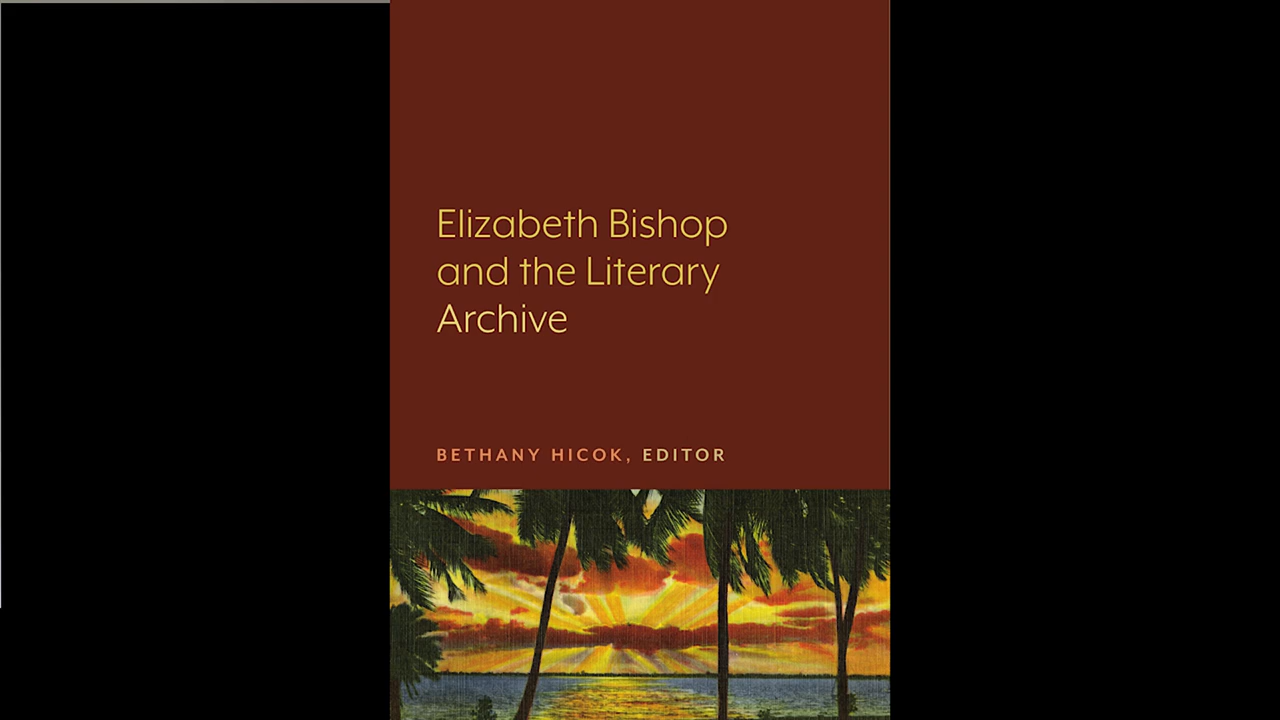 Elizabeth Bishop
and the Literary
Archive
BETHANY HICOK, EDITOR